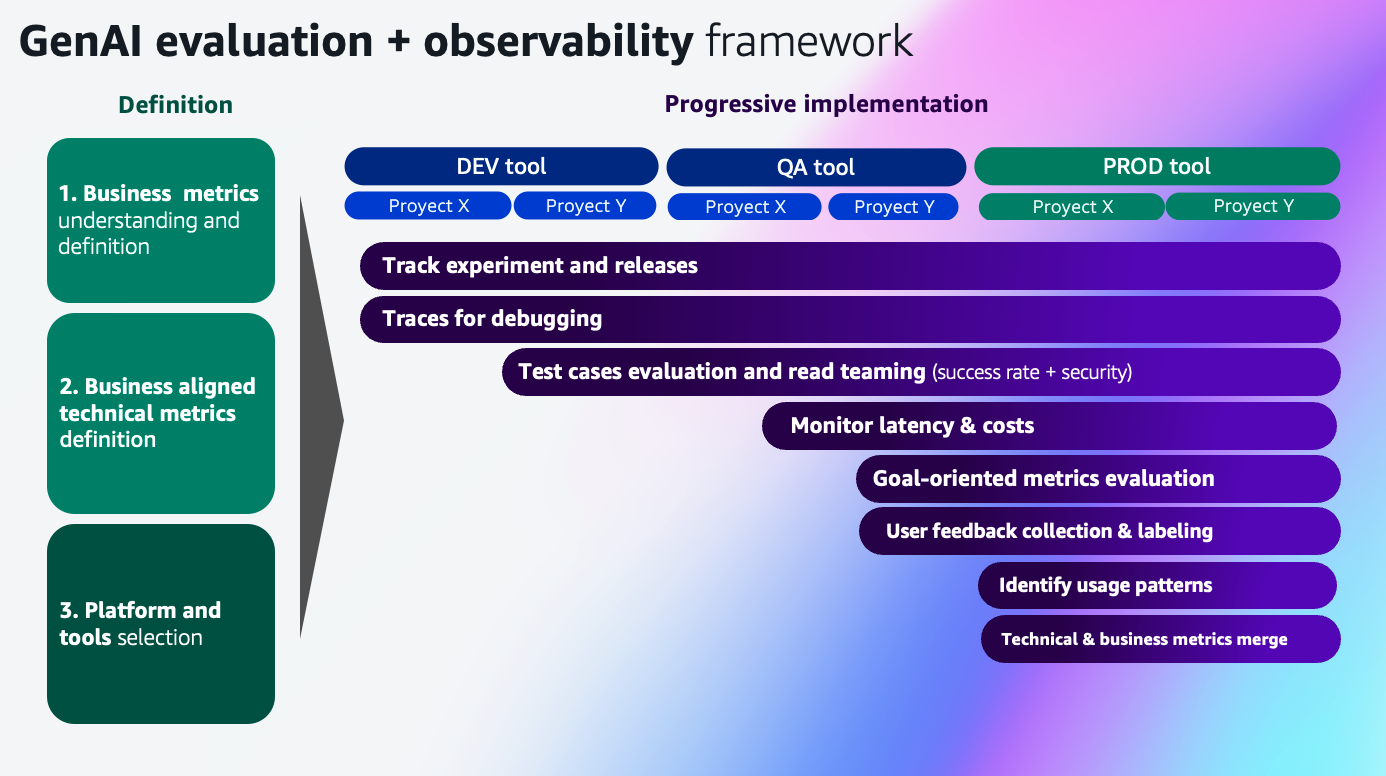 GenAI evaluation + observability framework
Definition
Progressive implementation
1. Business metrics
understanding and
definition
2. Business aligned
technical metrics
definition
3. Platform and
tools selection
DEV tool
QA tool
PROD tool
Proyect X
Proyect Y
Proyect X
Proyect Y
Proyect X
Proyect Y
Track experiment and releases
Traces for debugging
Test cases evaluation and read teaming (success rate + security)
Monitor latency & costs
Goal-oriented metrics evaluation
User feedback collection & labeling
Identify usage patterns
Technical & business metrics merge